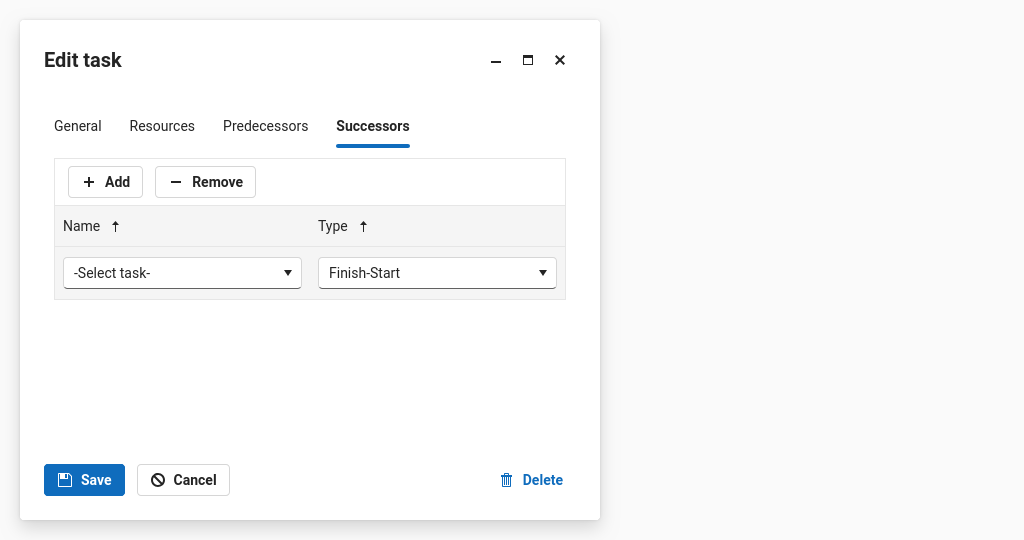 Edit task
General Resources Predecessors Successors
Add Remove
Name Type
-Select task- Finish-Start
Save Cancel Delete